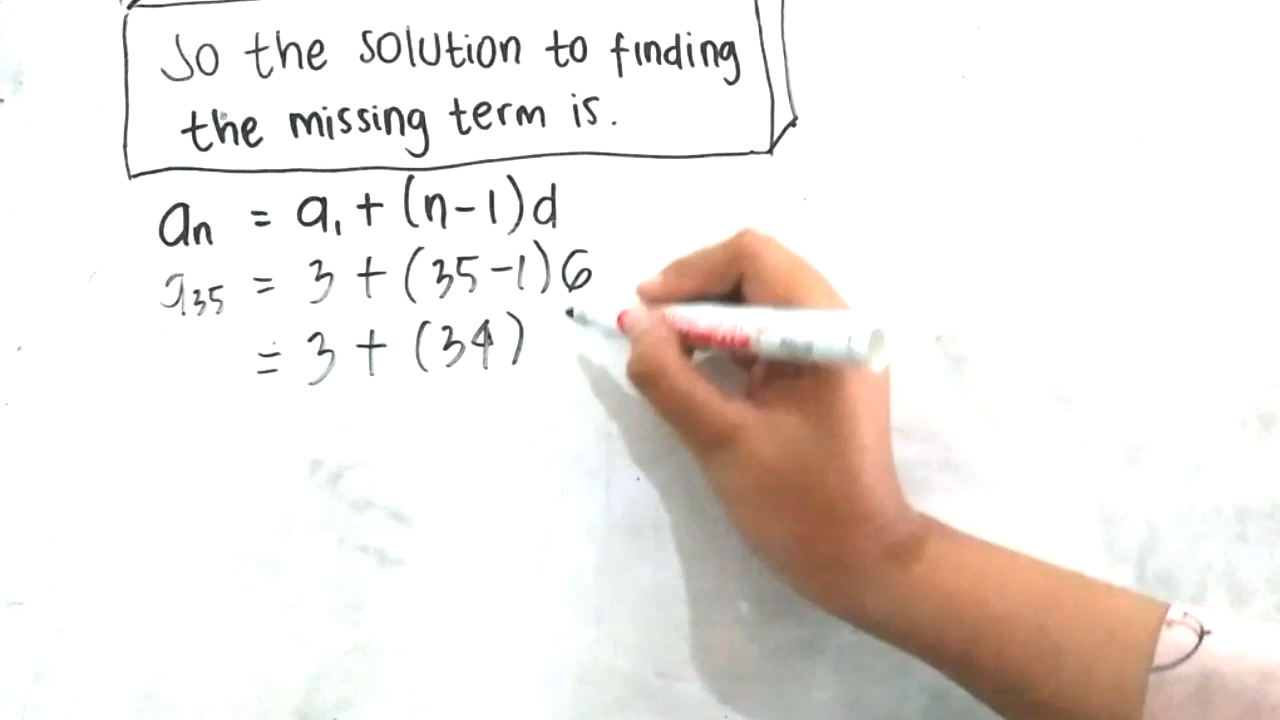 So the solution to finding
the missing term is.
an = a1 + (n-1)d
a35 = 3 + (35-1)6
= 3 + (34)